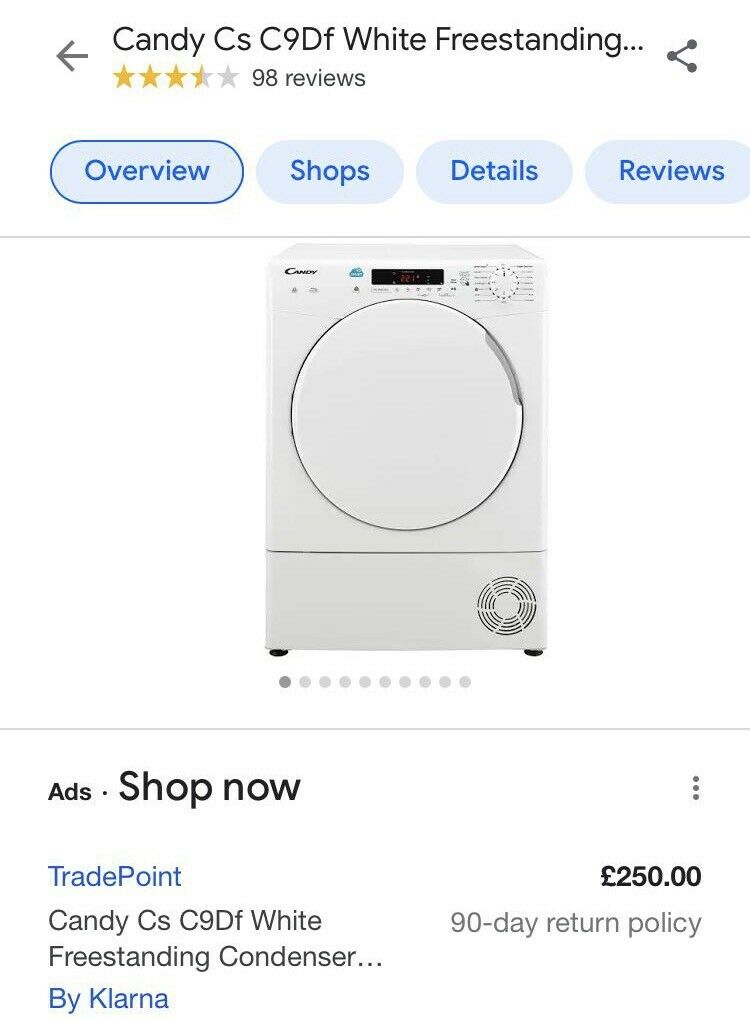 Candy Cs C9Df White Freestanding...
98 reviews
Overview
Shops
Details
Reviews
CANDY
Ads · Shop now
TradePoint
£250.00
Candy Cs C9Df White
90-day return policy
Freestanding Condenser...
By Klarna